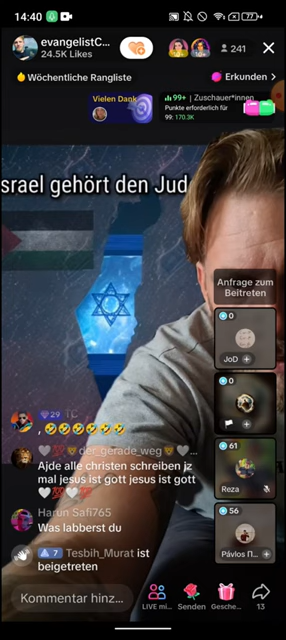 14:40
77
evangelistC...
24.5K Likes
241
Wöchentliche Rangliste
Erkunden >
Vielen Dank
99+ | Zuschauer*innen
Punkte erforderlich für
99: 170.3K
srael gehört den Jud
Anfrage zum
Beitreten
0
JoD +
0
+
61
Reza
56
Pávlos Π... +
29 TC
, 🤣🤣🤣🤣🤣🤣
der_gerade_weg
Ajde alle christen schreiben jz
mal jesus ist gott jesus ist gott
🤍💯🤍💯
Harun Safi765
Was labberst du
7 Tesbih_Murat ist
beigetreten
Kommentar hinz...
LIVE mi...
Senden
Gesche...
13